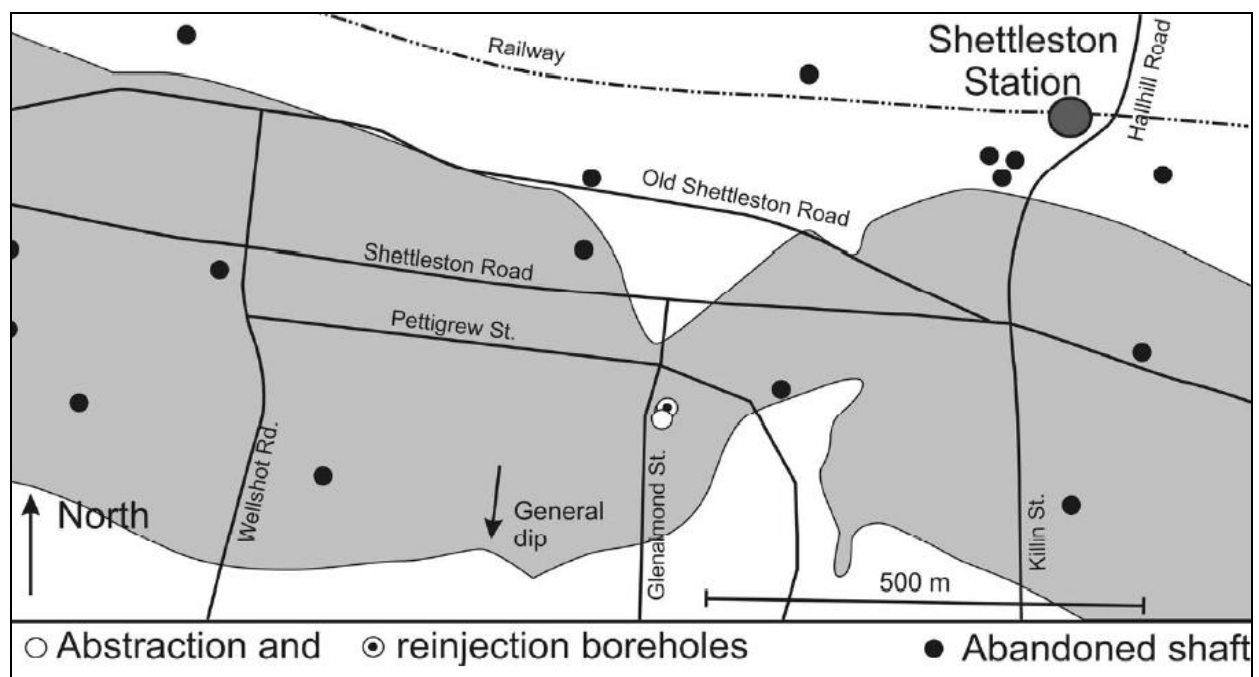 Shettleston
Station
Railway
Hallhill Road
Old Shettleston Road
Shettleston Road
Pettigrew St.
Wellshot Rd.
North
General
dip
Glenalmond St.
Killin St.
500 m
Abstraction and reinjection boreholes Abandoned shaft